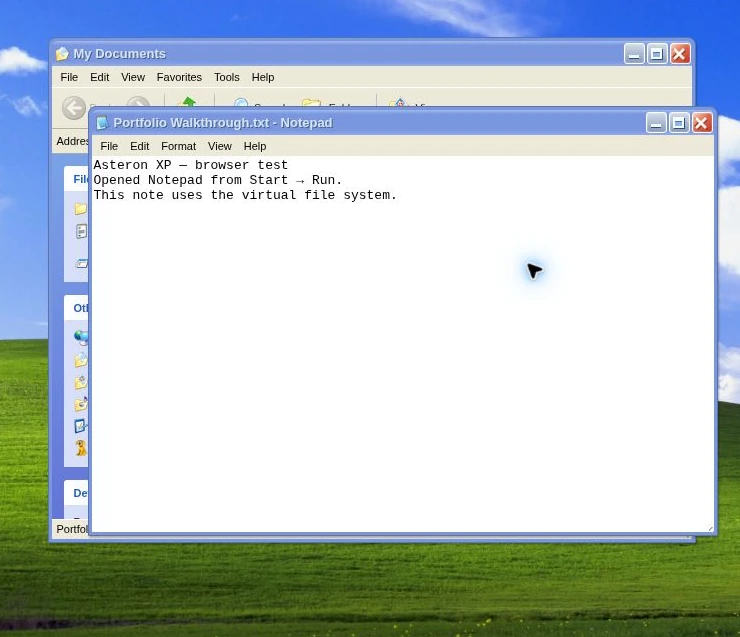 My Documents
File Edit View Favorites Tools Help
Portfolio Walkthrough.txt - Notepad
File Edit Format View Help
Asteron XP — browser test
Opened Notepad from Start → Run.
This note uses the virtual file system.